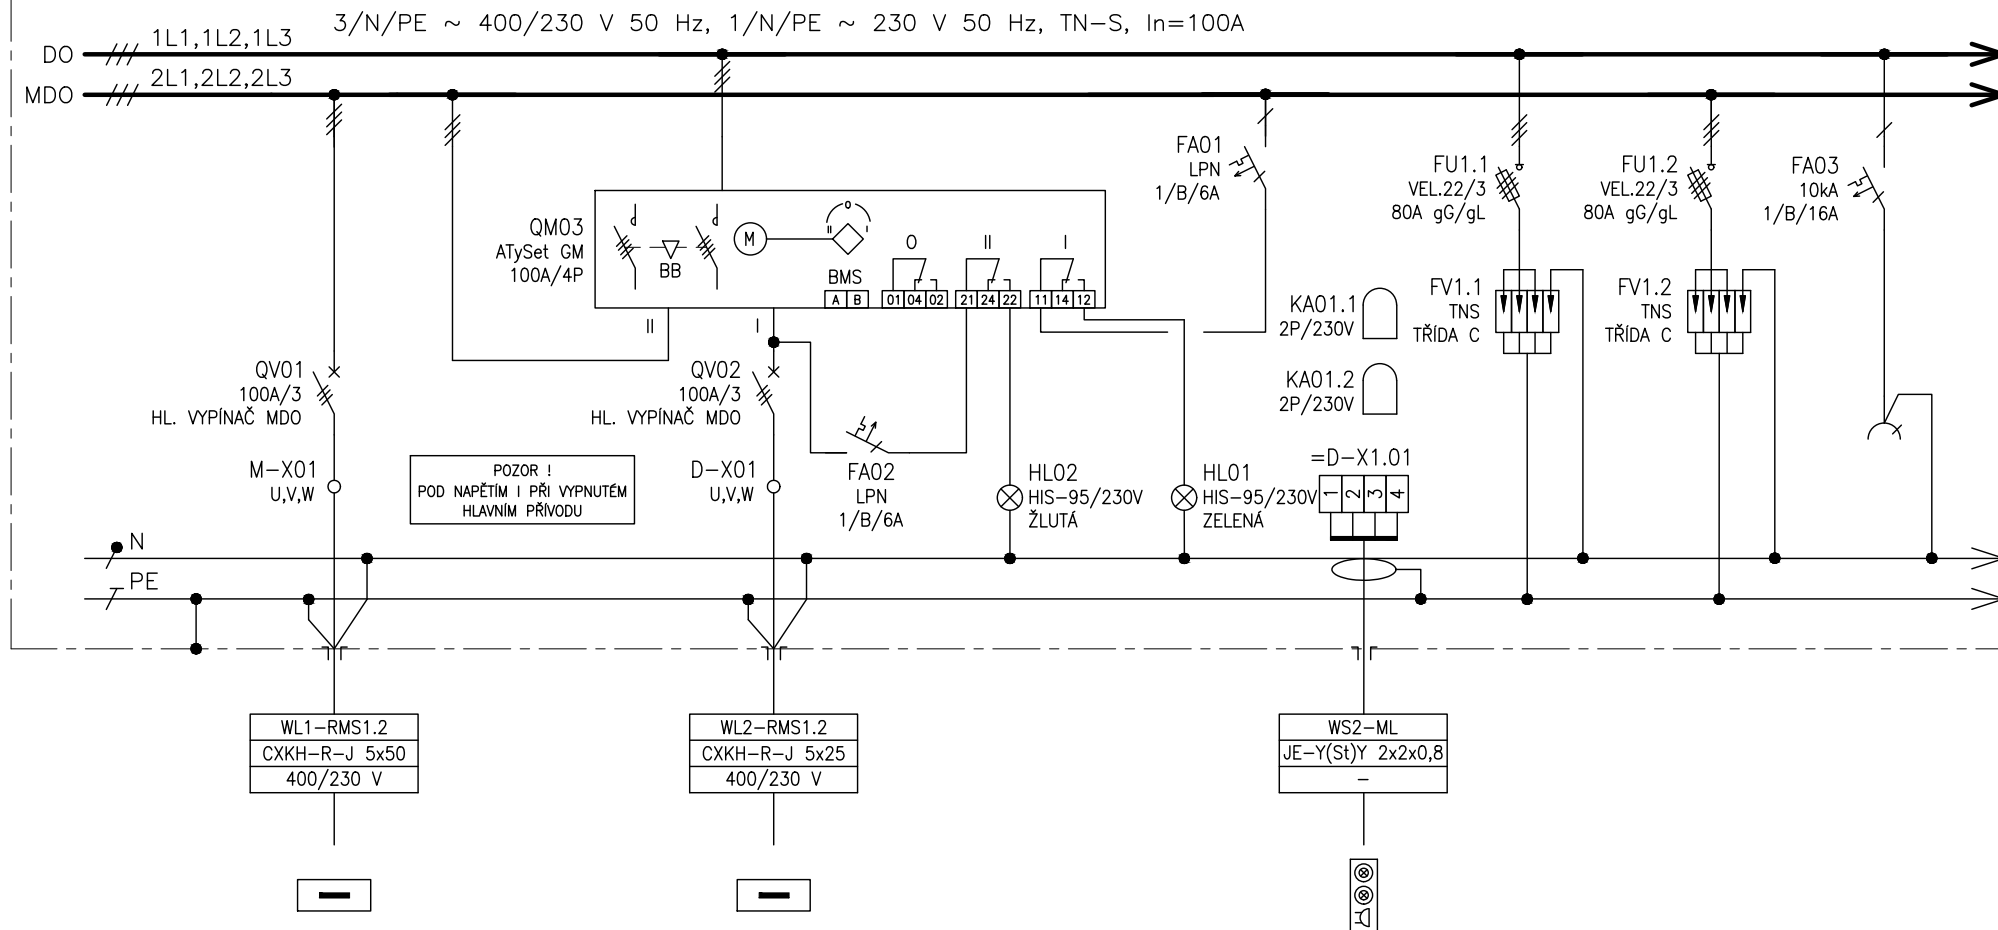 3/N/PE ~ 400/230 V 50 Hz, 1/N/PE ~ 230 V 50 Hz, TN-S, In=100A
DO
1L1,1L2,1L3
MDO
2L1,2L2,2L3
QM03
ATySet GM
100A/4P
BB
M
O
II
I
BMS
A B
O
01 04 02
II
21 24 22
I
11 14 12
II
I
FA01
LPN
1/B/6A
FU1.1
VEL.22/3
80A gG/gL
FU1.2
VEL.22/3
80A gG/gL
FA03
10kA
1/B/16A
FV1.1
TNS
TŘÍDA C
FV1.2
TNS
TŘÍDA C
KA01.1
2P/230V
KA01.2
2P/230V
QV01
100A/3
HL. VYPÍNAČ MDO
QV02
100A/3
HL. VYPÍNAČ MDO
M-X01
U,V,W
POZOR !
POD NAPĚTÍM I PŘI VYPNUTÉM
HLAVNÍM PŘÍVODU
D-X01
U,V,W
FA02
LPN
1/B/6A
HL02
HIS-95/230V
ŽLUTÁ
HL01
HIS-95/230V
ZELENÁ
=D-X1.01
1 2 3 4
N
PE
WL1-RMS1.2
CXKH-R-J 5x50
400/230 V
WL2-RMS1.2
CXKH-R-J 5x25
400/230 V
WS2-ML
JE-Y(St)Y 2x2x0,8
-